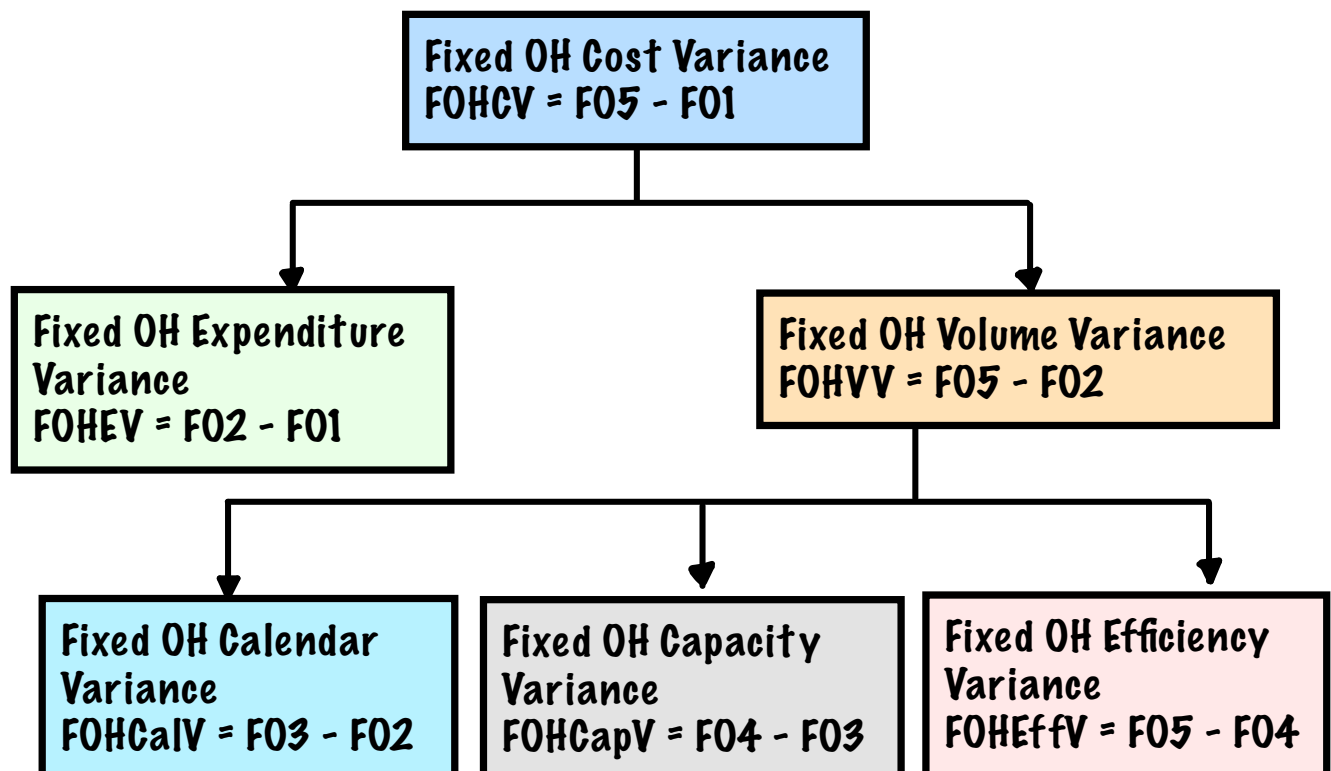 Fixed OH Cost Variance
FOHCV = FO5 - FO1
Fixed OH Expenditure
Variance
FOHEV = FO2 - FO1
Fixed OH Volume Variance
FOHVV = FO5 - FO2
Fixed OH Calendar
Variance
FOHCalV = FO3 - FO2
Fixed OH Capacity
Variance
FOHCapV = FO4 - FO3
Fixed OH Efficiency
Variance
FOHEffV = FO5 - FO4